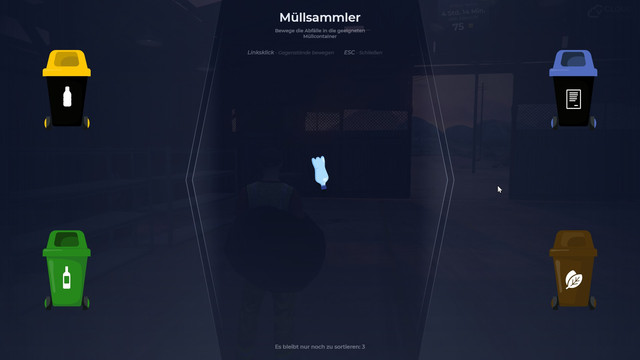 Müllsammler
Bewege die Abfälle in die geeigneten
Müllcontainer
Linksklick - Gegenstände bewegen ESC - Schließen
75
Es bleibt nur noch zu sortieren: 3